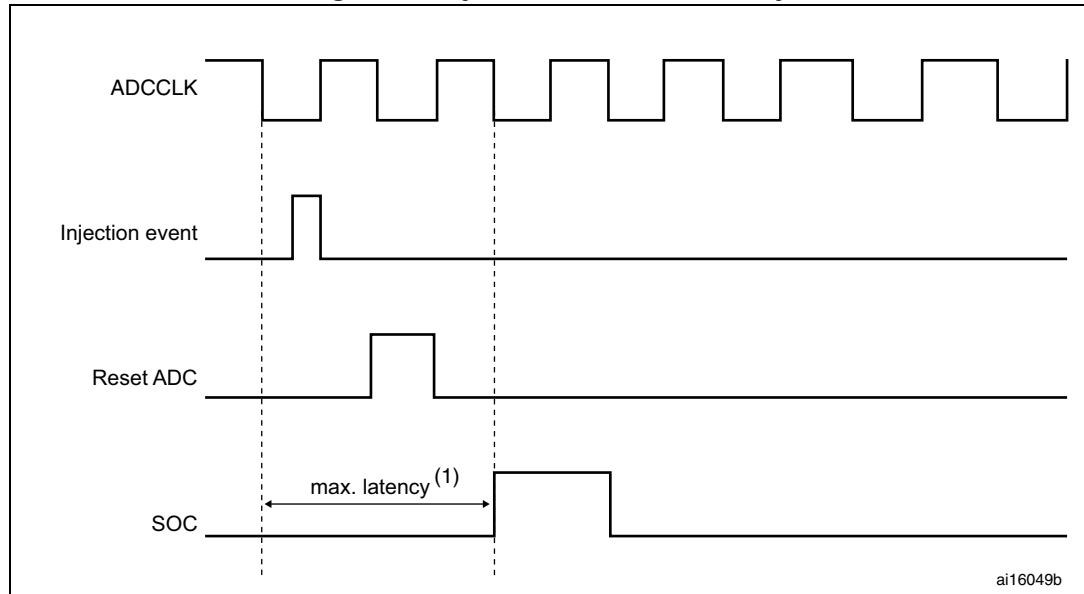 ADCCLK
Injection event
Reset ADC
max. latency (1)
SOC
ai16049b